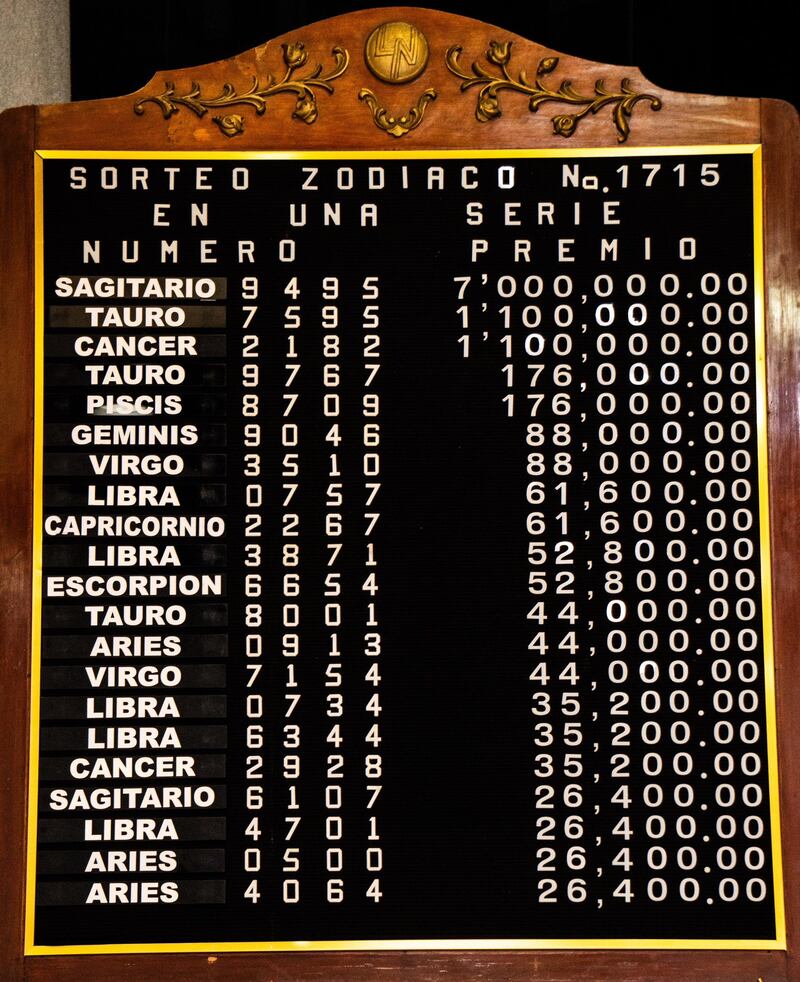 LN
SORTEO ZODIACO No.1715
EN UNA SERIE
NUMERO PREMIO
SAGITARIO 9495 7'000,000.00
TAURO 7595 1'100,000.00
CANCER 2182 1'100,000.00
TAURO 9767 176,000.00
PISCIS 8709 176,000.00
GEMINIS 9046 88,000.00
VIRGO 3510 88,000.00
LIBRA 0757 61,600.00
CAPRICORNIO 2267 61,600.00
LIBRA 3871 52,800.00
ESCORPION 6654 52,800.00
TAURO 8001 44,000.00
ARIES 0913 44,000.00
VIRGO 7154 44,000.00
LIBRA 0734 35,200.00
LIBRA 6344 35,200.00
CANCER 2928 35,200.00
SAGITARIO 6107 26,400.00
LIBRA 4701 26,400.00
ARIES 0500 26,400.00
ARIES 4064 26,400.00